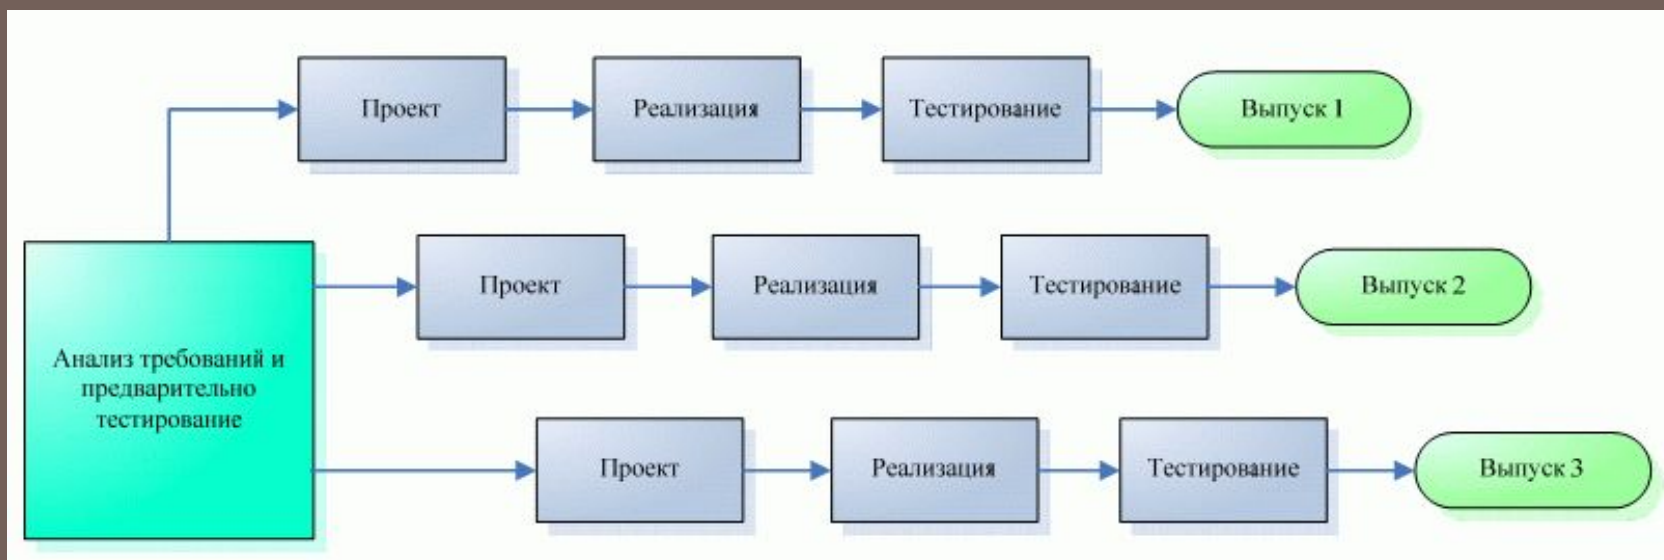 Проект
Реализация
Тестирование
Выпуск 1
Проект
Реализация
Тестирование
Выпуск 2
Анализ требований и
предварительно
тестирование
Проект
Реализация
Тестирование
Выпуск 3